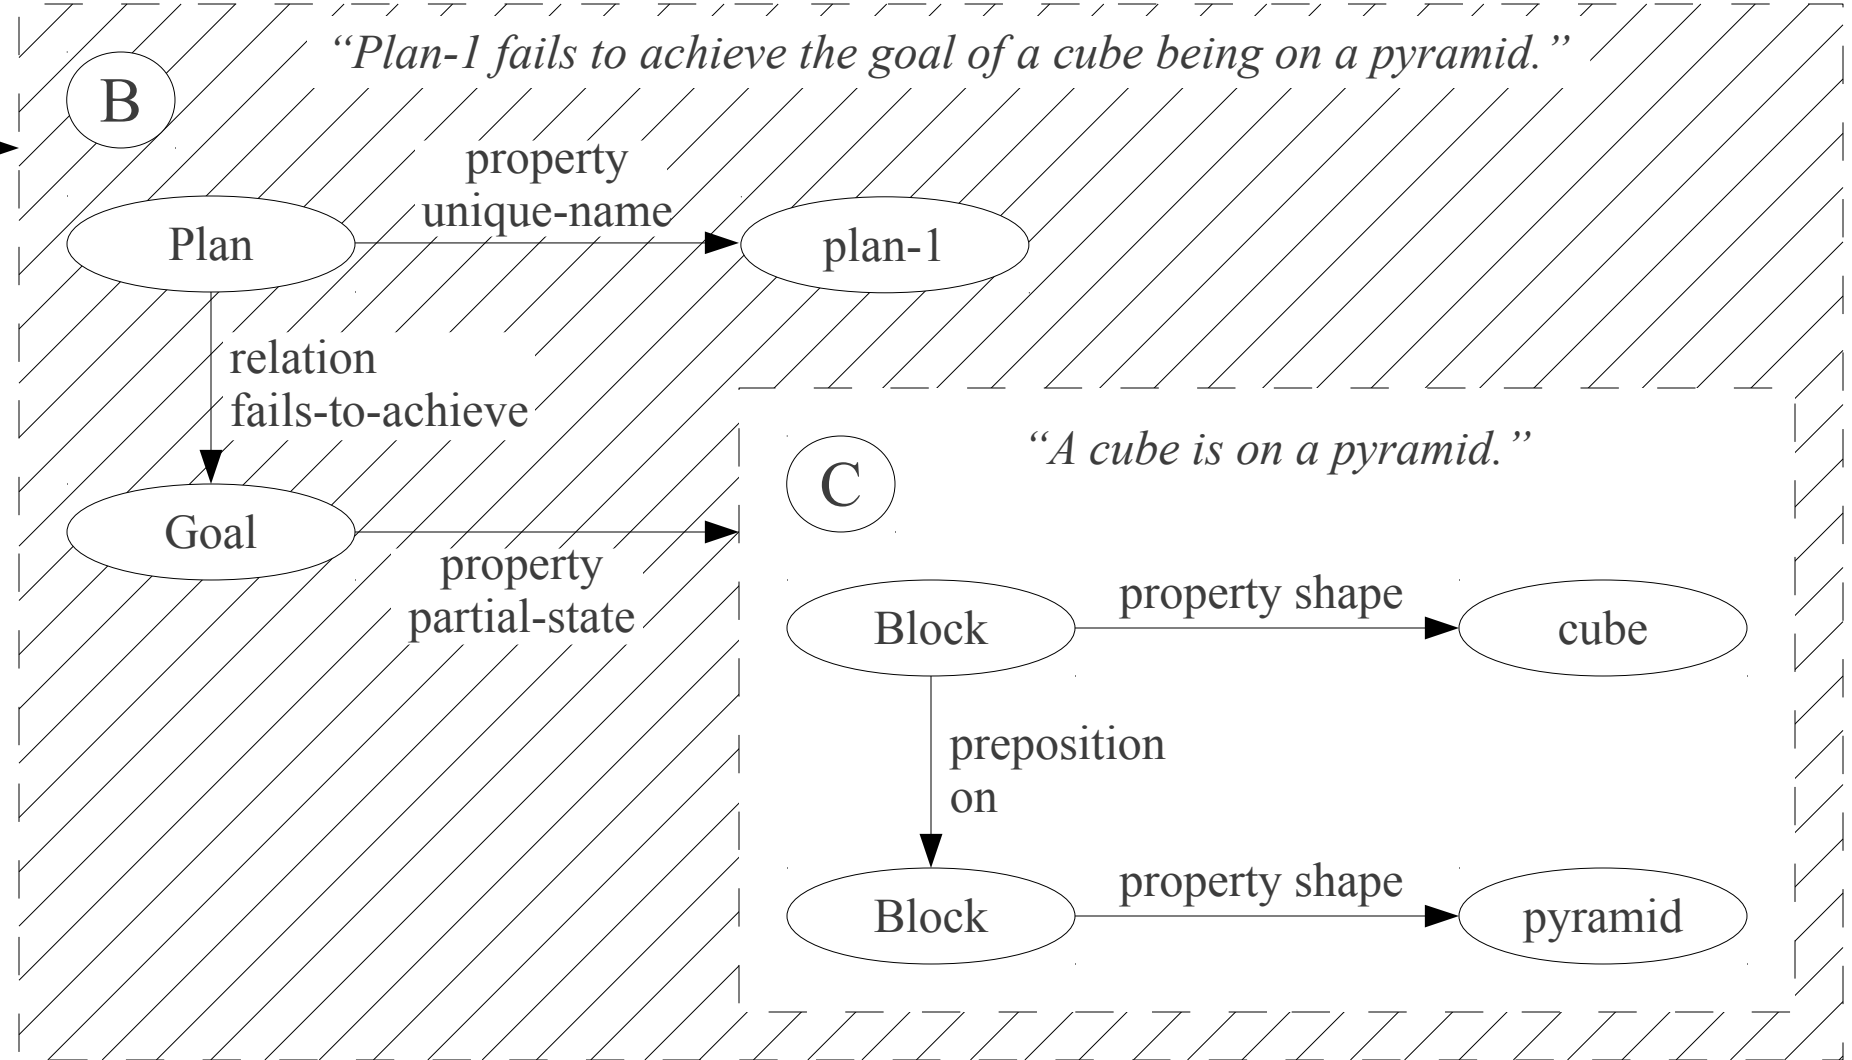 “Plan-1 fails to achieve the goal of a cube being on a pyramid.”
B
property
unique-name
Plan
plan-1
relation
fails-to-achieve
“A cube is on a pyramid.”
C
Goal
property
partial-state
property shape
Block
cube
preposition
on
property shape
Block
pyramid